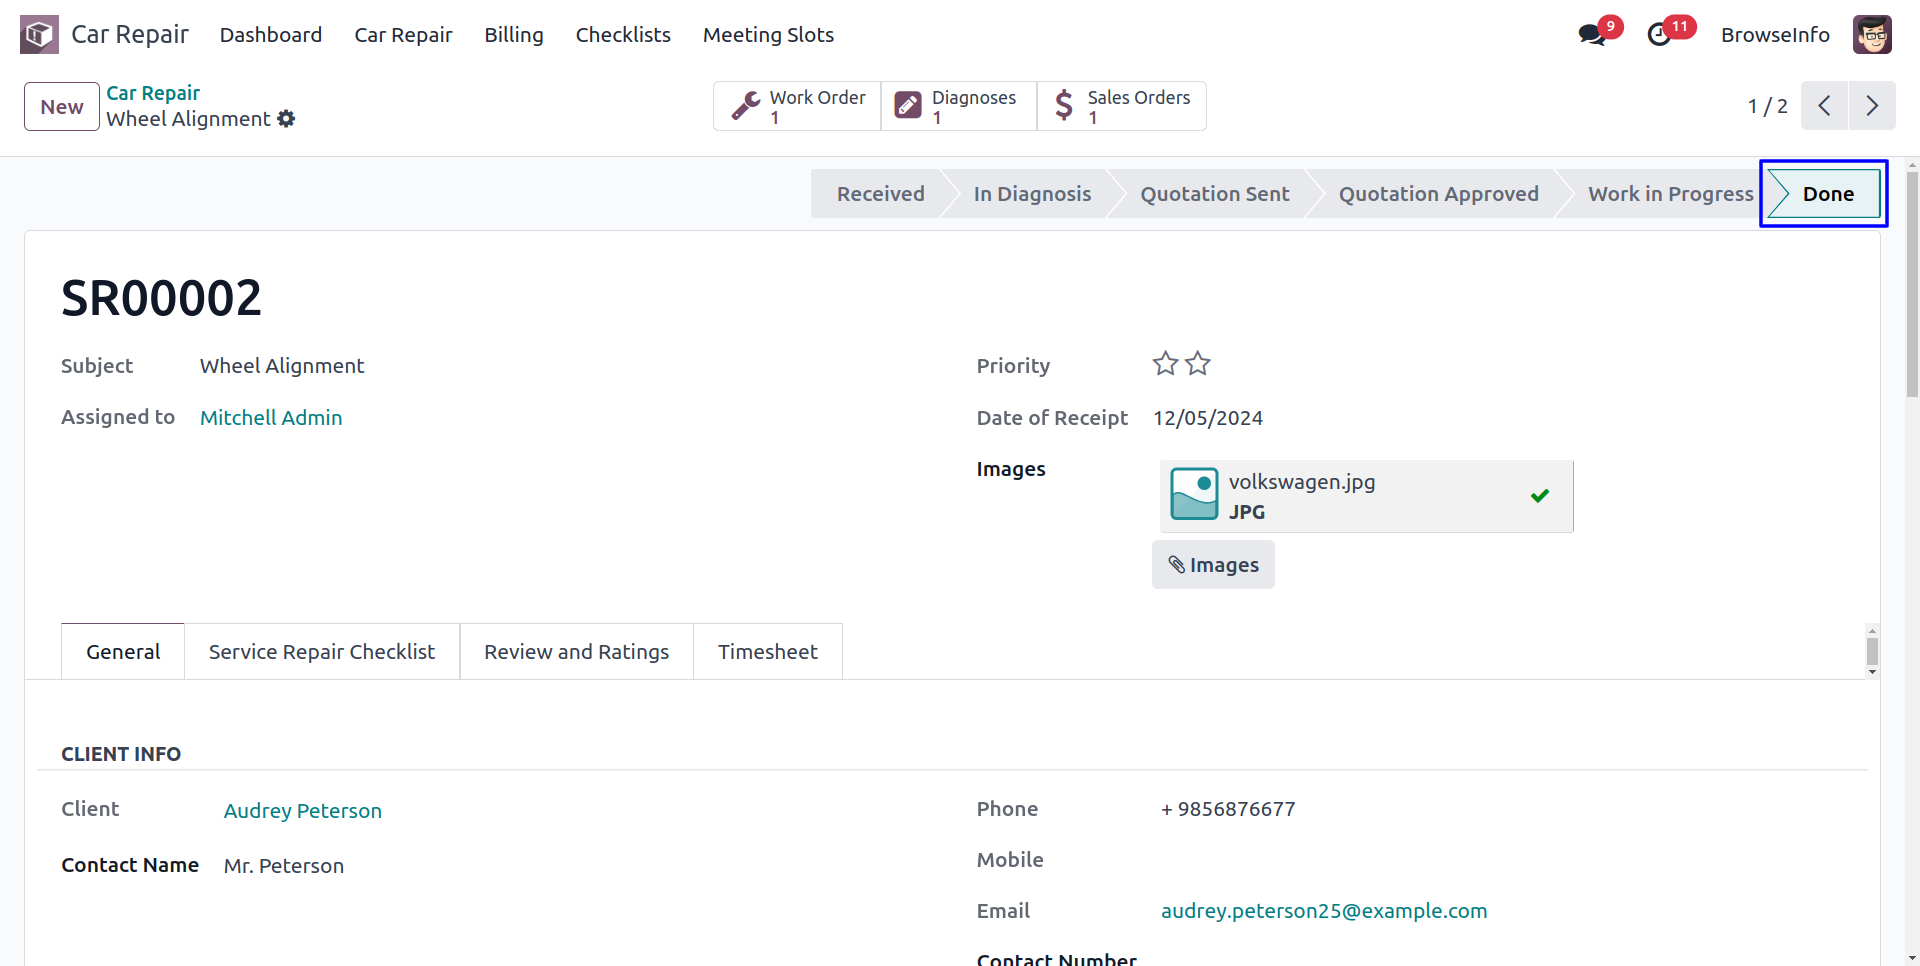 Car Repair Dashboard Car Repair Billing Checklists Meeting Slots 9 11 BrowseInfo
New
Car Repair
Wheel Alignment
Work Order
1
Diagnoses
1
Sales Orders
1
1 / 2
Received In Diagnosis Quotation Sent Quotation Approved Work in Progress Done
SR00002
Subject Wheel Alignment
Assigned to Mitchell Admin
Priority
Date of Receipt 12/05/2024
Images
volkswagen.jpg
JPG
Images
General Service Repair Checklist Review and Ratings Timesheet
CLIENT INFO
Client Audrey Peterson
Contact Name Mr. Peterson
Phone + 9856876677
Mobile
Email audrey.peterson25@example.com
Contact Number